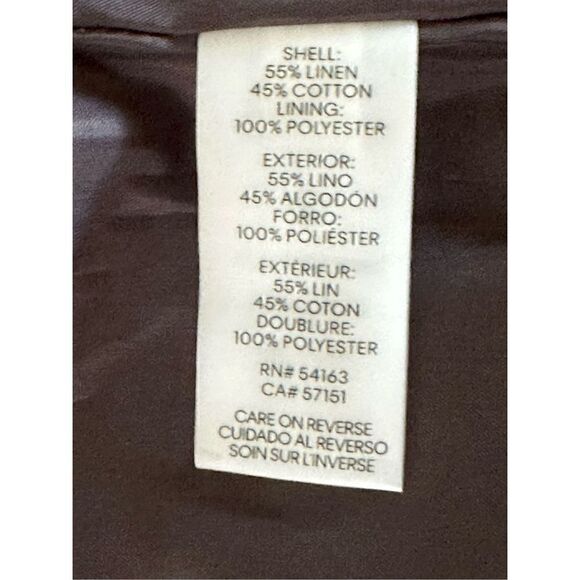 SHELL:
55% LINEN
45% COTTON
LINING:
100% POLYESTER
EXTERIOR:
55% LINO
45% ALGODÓN
FORRO:
100% POLIÉSTER
EXTÉRIEUR:
55% LIN
45% COTON
DOUBLURE:
100% POLYESTER
RN# 54163
CA# 57151
CARE ON REVERSE
CUIDADO AL REVERSO
SOIN SUR L'INVERSE